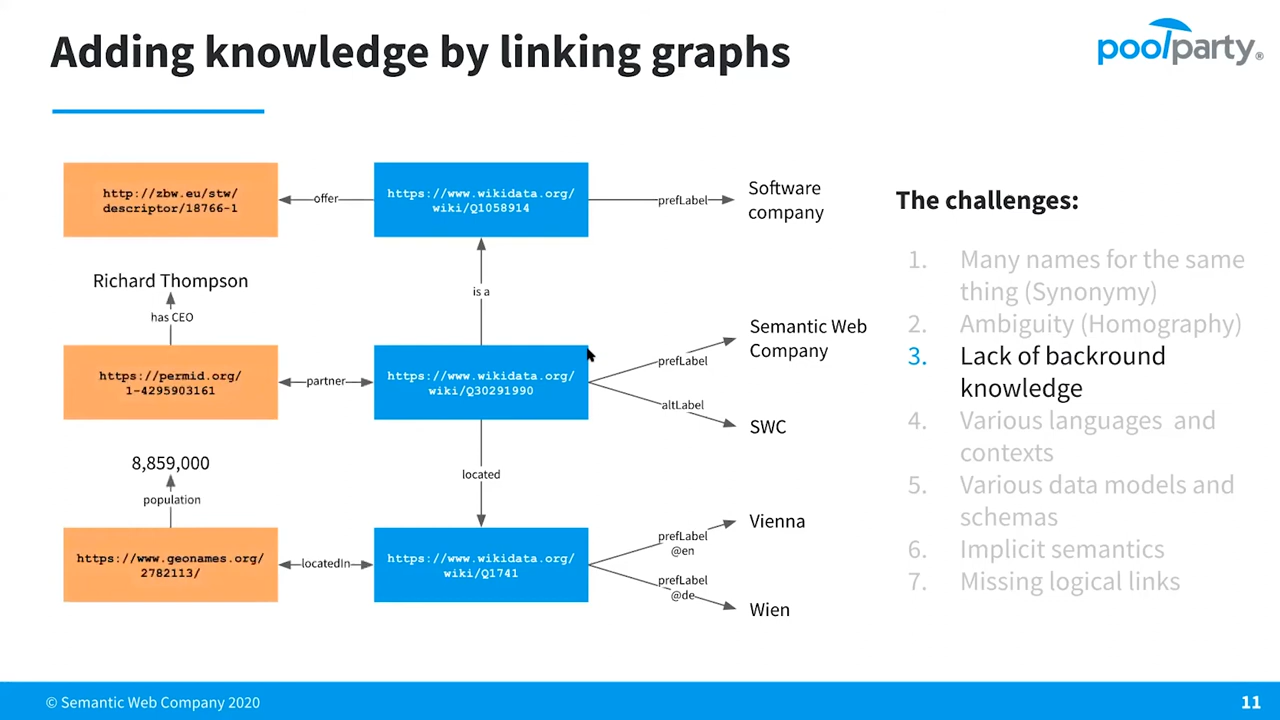 Adding knowledge by linking graphs
poolparty®
http://zbw.eu/stw/
descriptor/18766-1
offer
https://www.wikidata.org/
wiki/Q1058914
prefLabel
Software
company
Richard Thompson
has CEO
is a
https://permid.org/
1-4295903161
partner
https://www.wikidata.org/
wiki/Q30291990
prefLabel
Semantic Web
Company
altLabel
SWC
8,859,000
population
located
https://www.geonames.org/
2782113/
locatedIn
https://www.wikidata.org/
wiki/Q1741
prefLabel
@en
Vienna
prefLabel
@de
Wien
The challenges:
1. Many names for the same
thing (Synonymy)
2. Ambiguity (Homography)
3. Lack of backround
knowledge
4. Various languages and
contexts
5. Various data models and
schemas
6. Implicit semantics
7. Missing logical links
© Semantic Web Company 2020
11